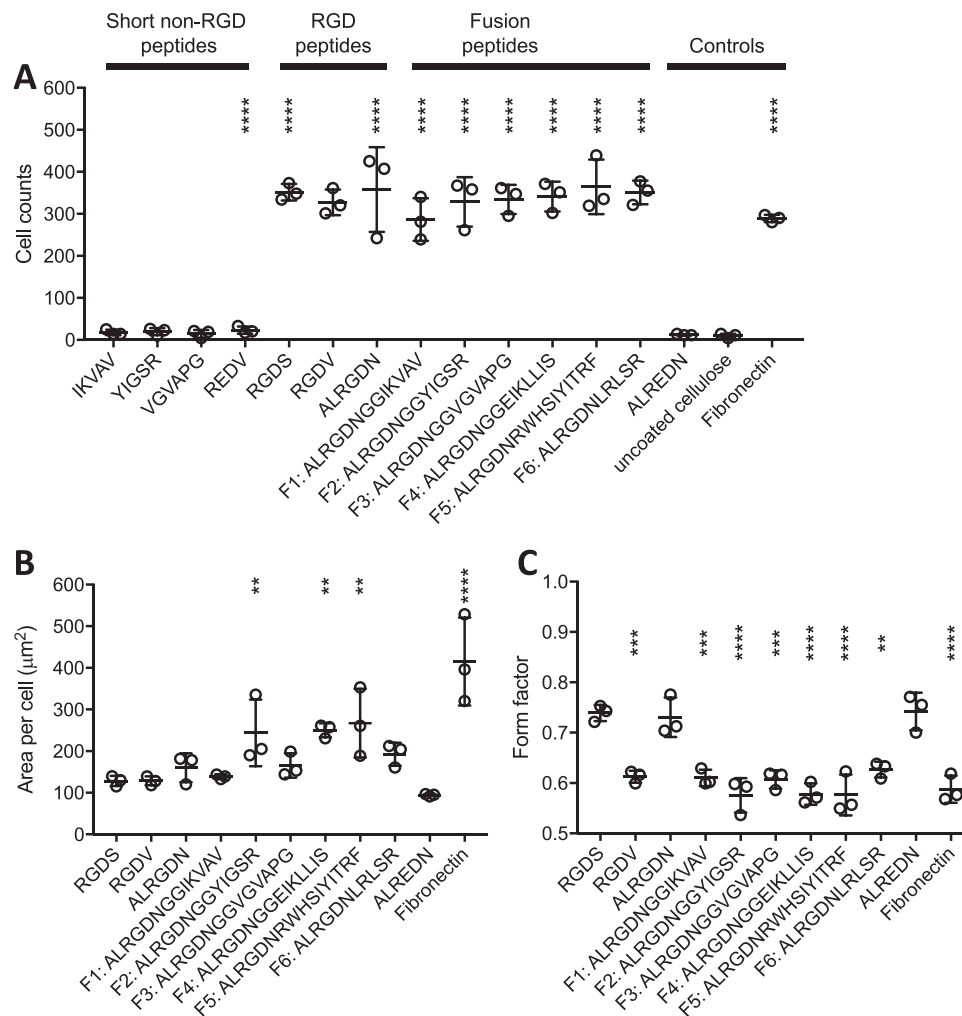 Short non-RGD peptides
RGD peptides
Fusion peptides
Controls
A
Cell counts
600
500
400
300
200
100
0
****
****
****
****
****
****
****
****
****
****
IKVAV
YIGSR
VGVAPG
REDV
RGDS
RGDV
ALRGDN
F1: ALRGDNGGIKVAV
F2: ALRGDNGGYIGSR
F3: ALRGDNGGVGVAPG
F4: ALRGDNGGEIKLLIS
F5: ALRGDNRWHSIYITRF
F6: ALRGDNLRLSR
ALREDN
uncoated cellulose
Fibronectin
B
Area per cell (μm²)
600
500
400
300
200
100
0
**
**
**
****
RGDS
RGDV
ALRGDN
F1: ALRGDNGGIKVAV
F2: ALRGDNGGYIGSR
F3: ALRGDNGGVGVAPG
F4: ALRGDNGGEIKLLIS
F5: ALRGDNRWHSIYITRF
F6: ALRGDNLRLSR
ALREDN
Fibronectin
C
Form factor
1.0
0.9
0.8
0.7
0.6
0.5
***
***
****
***
****
****
**
****
RGDS
RGDV
ALRGDN
F1: ALRGDNGGIKVAV
F2: ALRGDNGGYIGSR
F3: ALRGDNGGVGVAPG
F4: ALRGDNGGEIKLLIS
F5: ALRGDNRWHSIYITRF
F6: ALRGDNLRLSR
ALREDN
Fibronectin